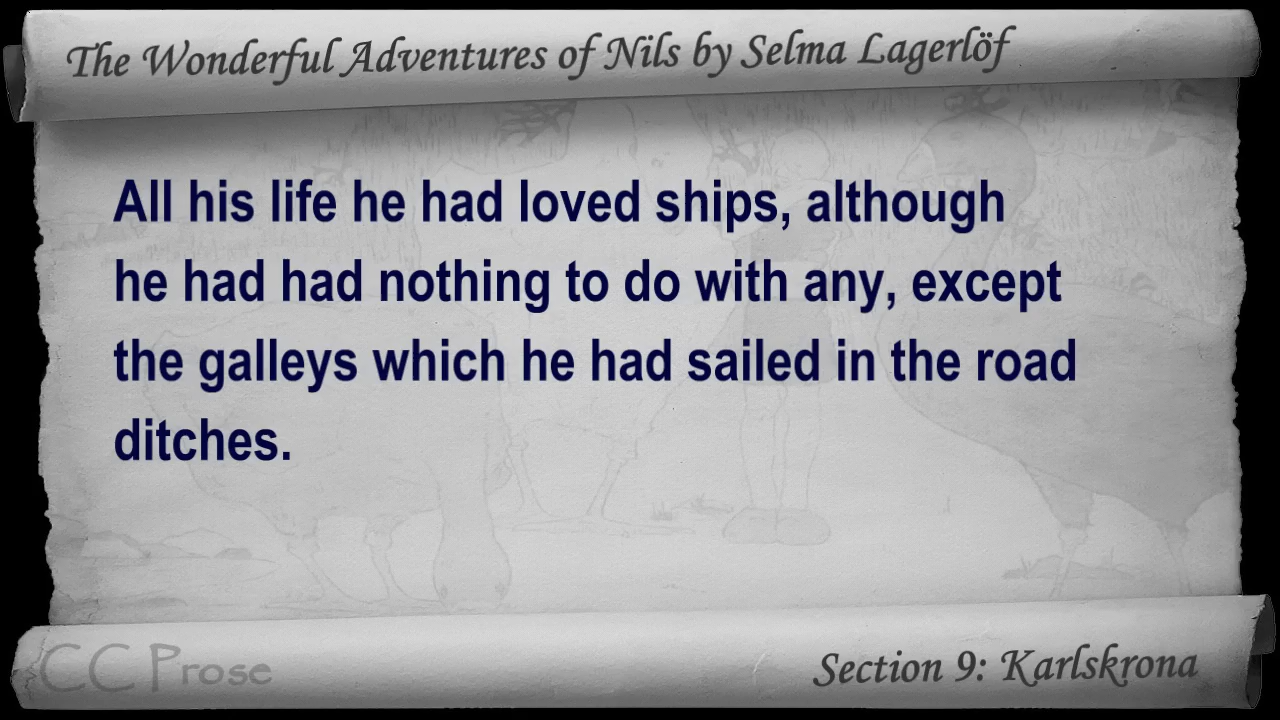 The Wonderful Adventures of Nils by Selma Lagerlöf
All his life he had loved ships, although
he had had nothing to do with any, except
the galleys which he had sailed in the road
ditches.
CC Prose
Section 9: Karlskrona